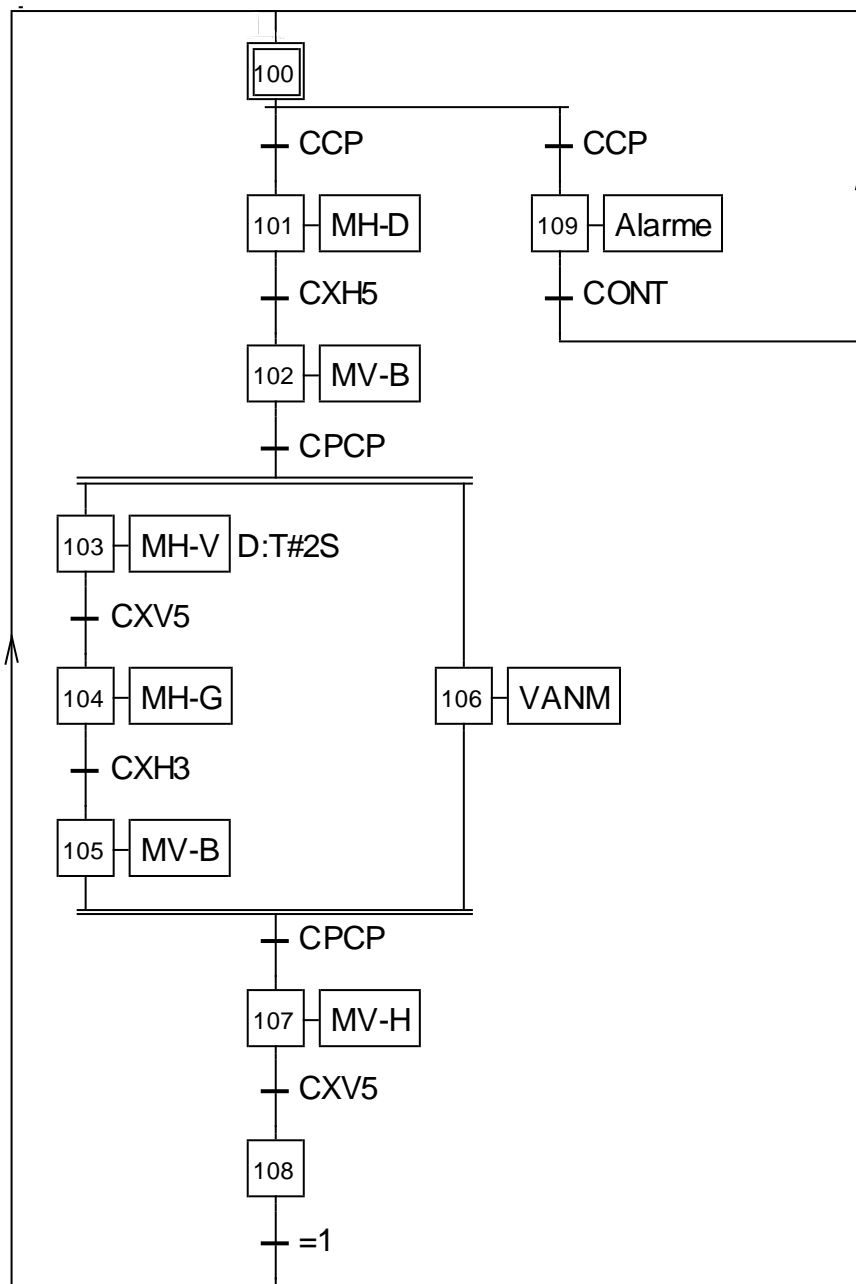 100
CCP CCP
101 MH-D 109 Alarme
CXH5 CONT
102 MV-B
CPCP
103 MH-V D:T#2S
CXV5
104 MH-G 106 VANM
CXH3
105 MV-B
CPCP
107 MV-H
CXV5
108
=1